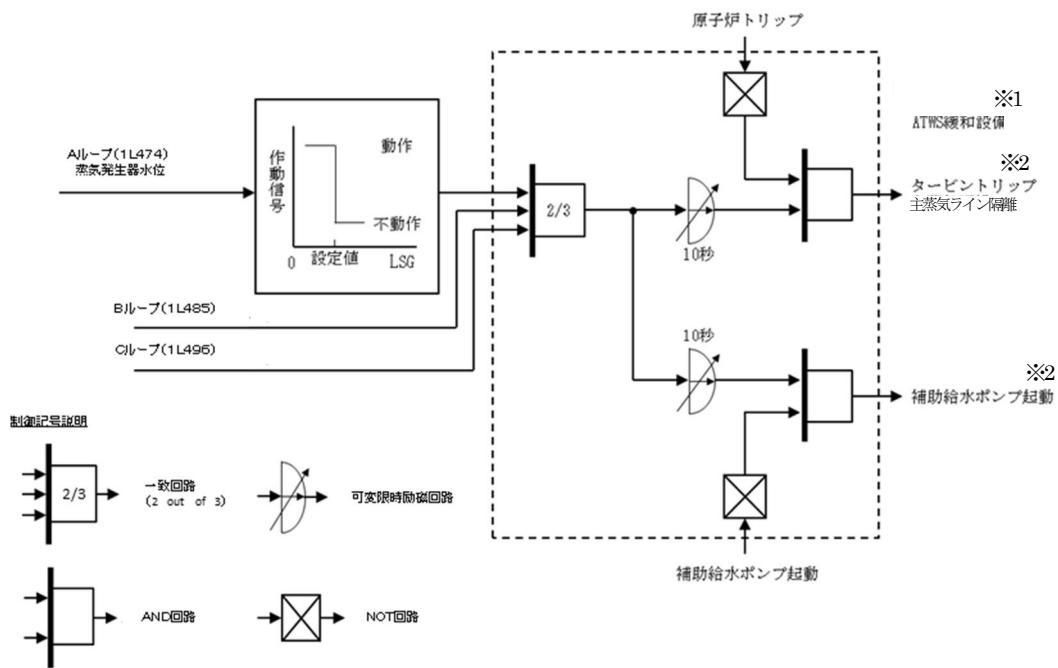 原子炉トリップ
※1
ATWS緩和設備
Aループ(1L474)
蒸気発生器水位
作動信号
動作
不動作
0
設定値
LSG
2/3
10秒
※2
タービントリップ
主蒸気ライン隔離
Bループ(1L485)
Cループ(1L496)
10秒
※2
補助給水ポンプ起動
補助給水ポンプ起動
制御記号説明
2/3
一致回路
(2 out of 3)
可変限時励磁回路
AND回路
NOT回路